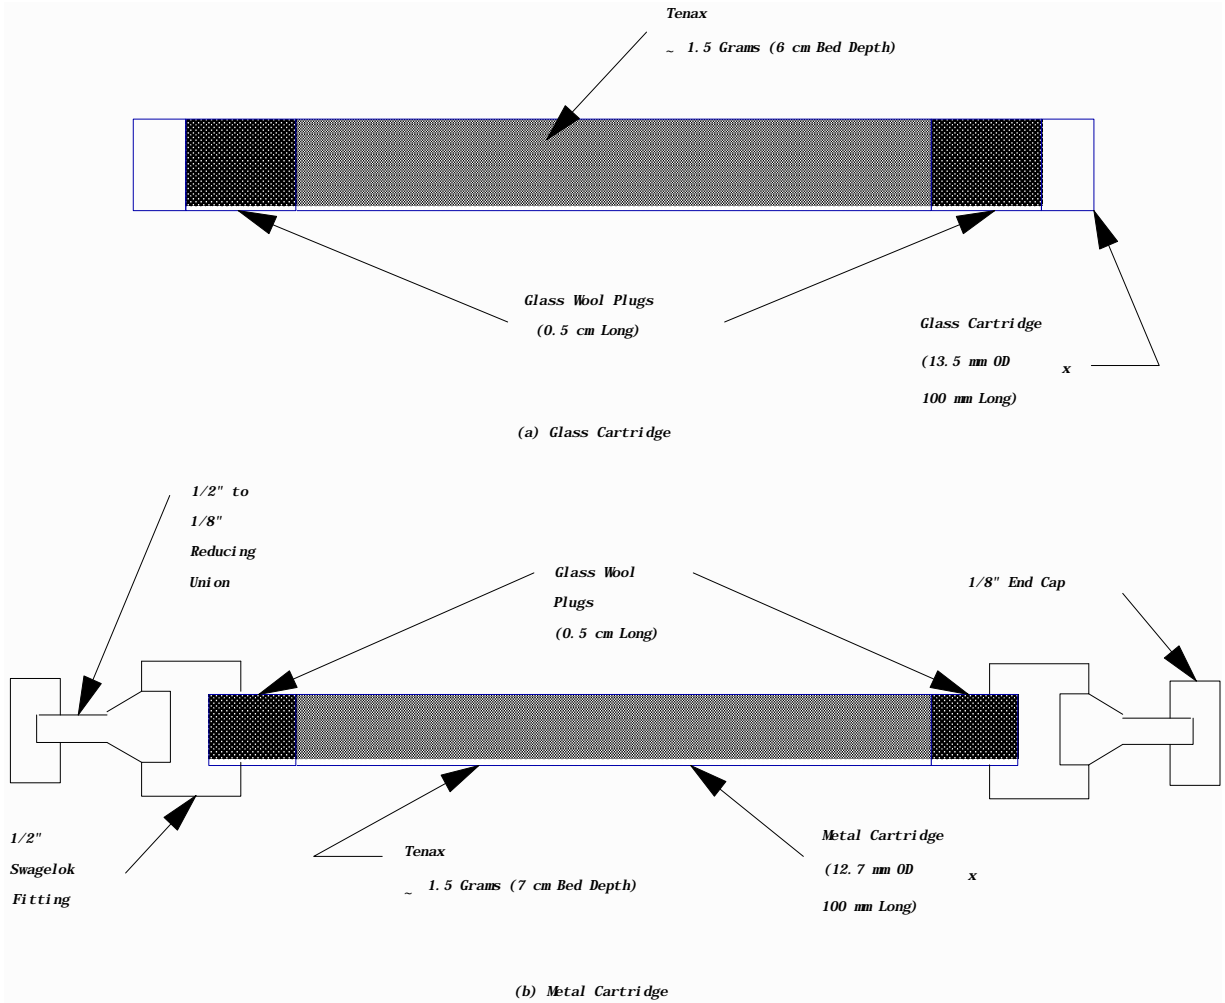 Tenax
~ 1.5 Grams (6 cm Bed Depth)
Glass Wool Plugs
(0.5 cm Long)
Glass Cartridge
(13.5 mm OD x
100 mm Long)
(a) Glass Cartridge
1/2" to
1/8"
Reducing
Union
Glass Wool
Plugs
(0.5 cm Long)
1/8" End Cap
1/2"
Swagelok
Fitting
Tenax
~ 1.5 Grams (7 cm Bed Depth)
Metal Cartridge
(12.7 mm OD x
100 mm Long)
(b) Metal Cartridge